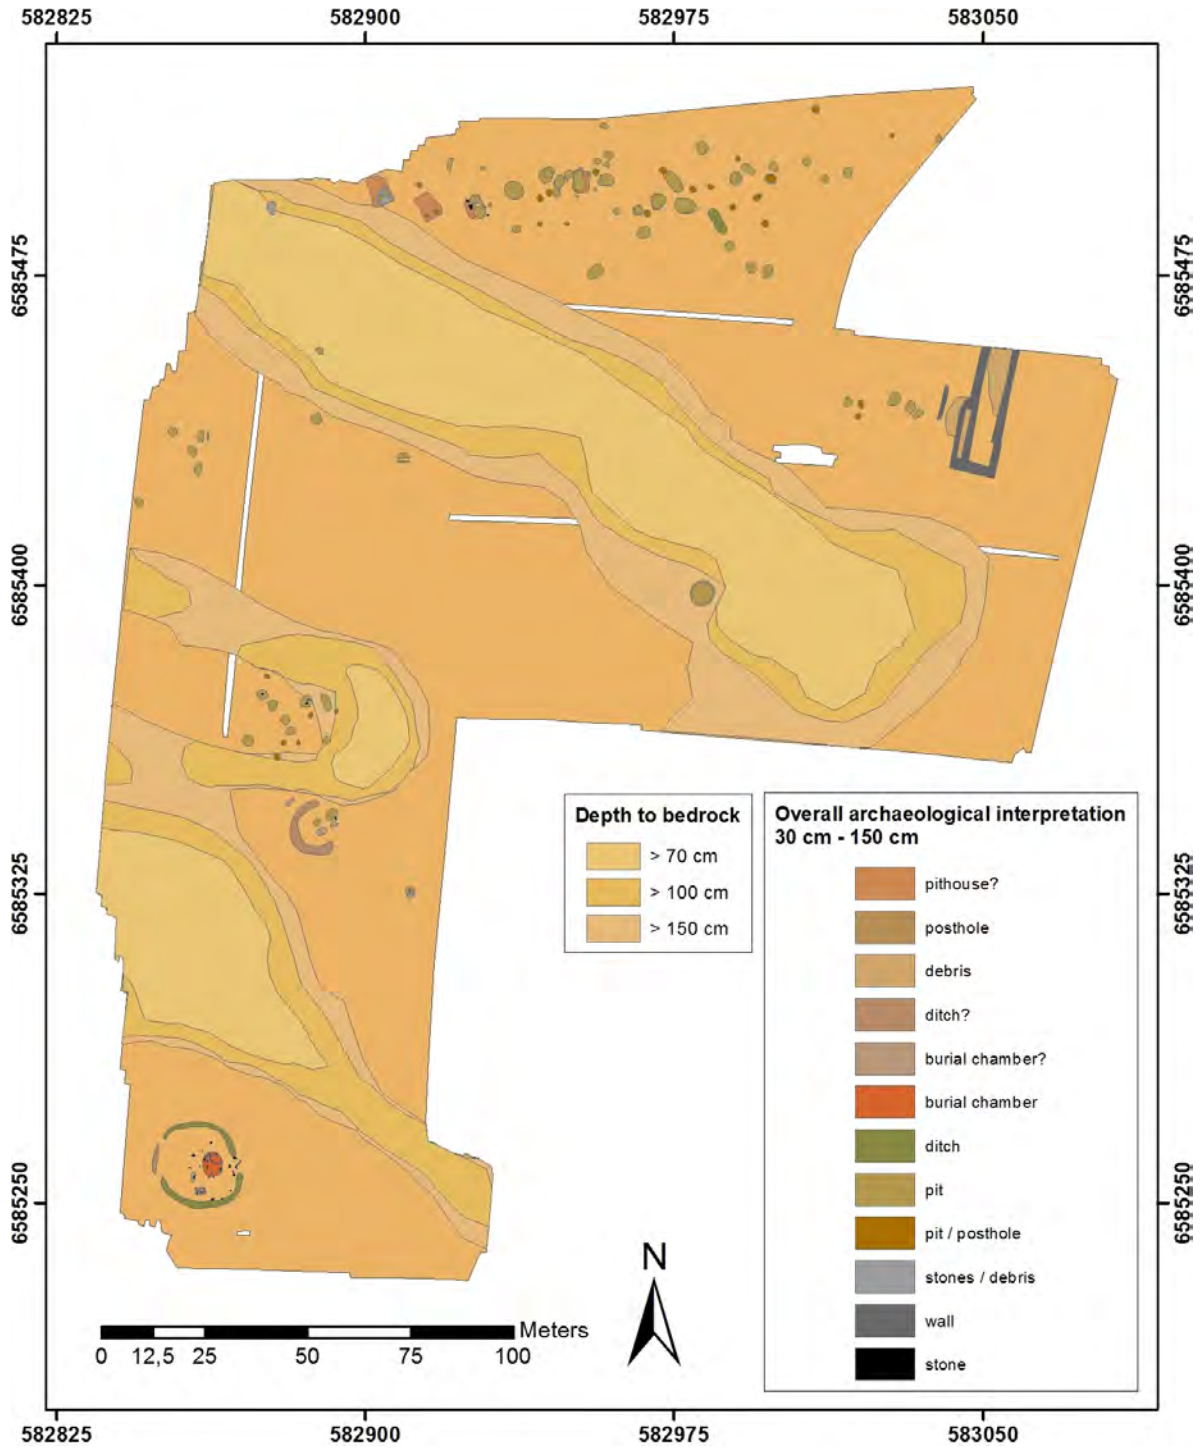 582825 582900 582975 583050
6585475 6585475
6585400 6585400
Depth to bedrock
> 70 cm
> 100 cm
> 150 cm
Overall archaeological interpretation
30 cm - 150 cm
pithouse?
posthole
debris
ditch?
burial chamber?
burial chamber
ditch
pit
pit / posthole
stones / debris
wall
stone
6585325 6585325
6585250 6585250
N
Meters
0 12,5 25 50 75 100
582825 582900 582975 583050